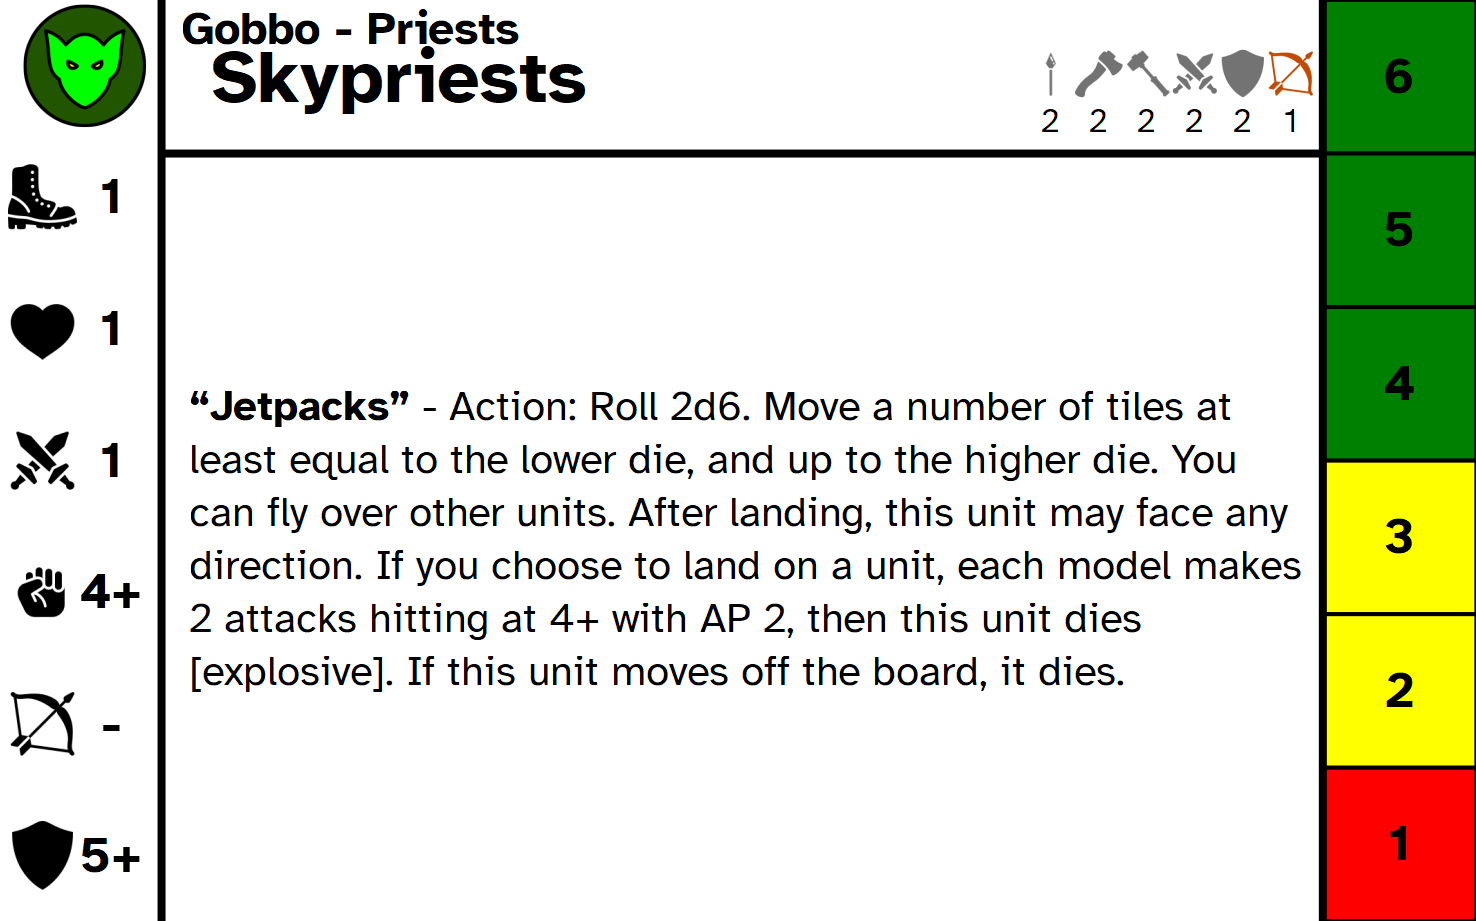 Gobbo - Priests
Skypriests
2 2 2 2 2 1
1
1
1
4+
-
5+
“Jetpacks” - Action: Roll 2d6. Move a number of tiles at
least equal to the lower die, and up to the higher die. You
can fly over other units. After landing, this unit may face any
direction. If you choose to land on a unit, each model makes
2 attacks hitting at 4+ with AP 2, then this unit dies
[explosive]. If this unit moves off the board, it dies.
6
5
4
3
2
1